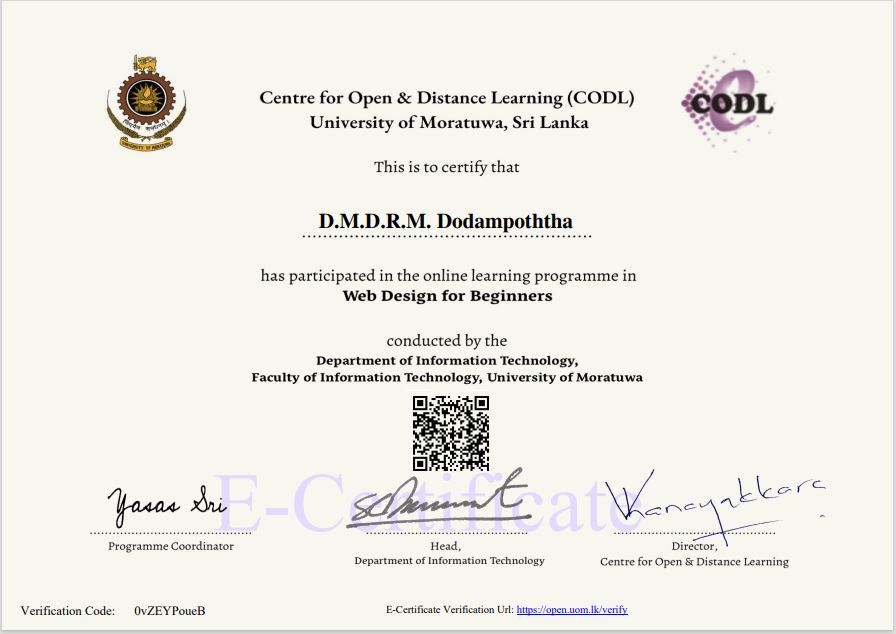 Centre for Open & Distance Learning (CODL)
University of Moratuwa, Sri Lanka
CODL
UNIVERSITY OF MORATUWA
This is to certify that
D.M.D.R.M. Dodampoththa
has participated in the online learning programme in
Web Design for Beginners
conducted by the
Department of Information Technology,
Faculty of Information Technology, University of Moratuwa
E-Certificate
Yasas Sri
Programme Coordinator
Head,
Department of Information Technology
Director,
Centre for Open & Distance Learning
Verification Code: 0vZEYPoueB
E-Certificate Verification Url: https://open.uom.lk/verify